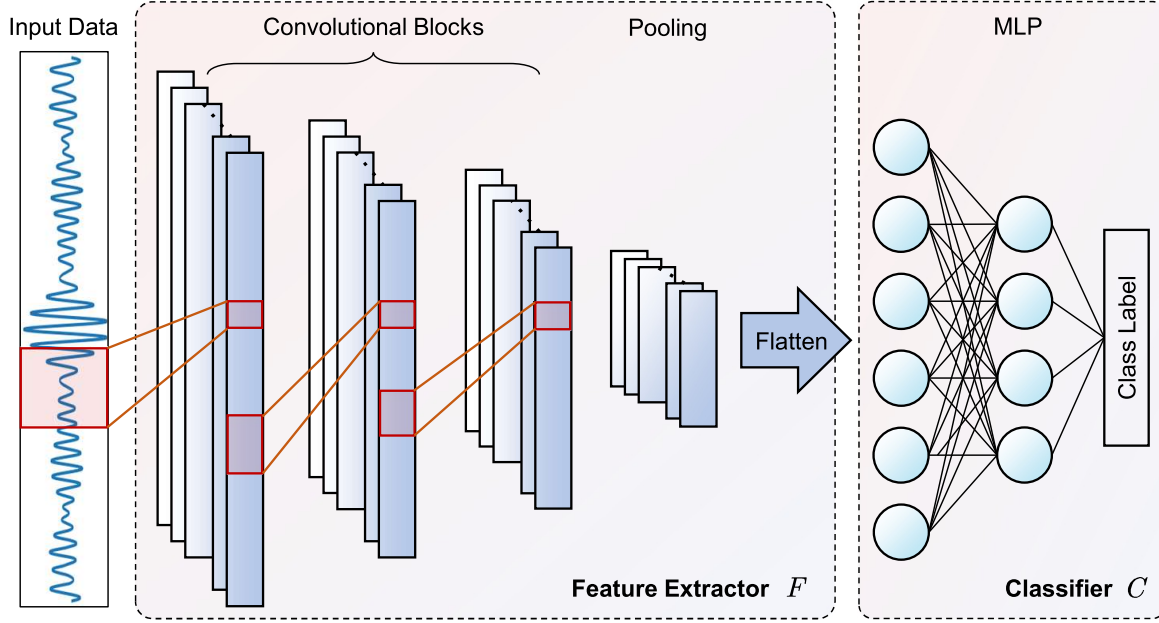 Input Data
Convolutional Blocks
Pooling
MLP
Flatten
Class Label
Feature Extractor F
Classifier C